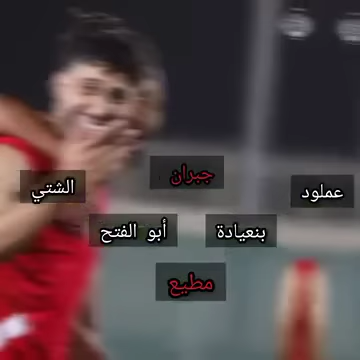 جبران
عملود
الشتي
بنعيادة
أبو الفتح
مطيع